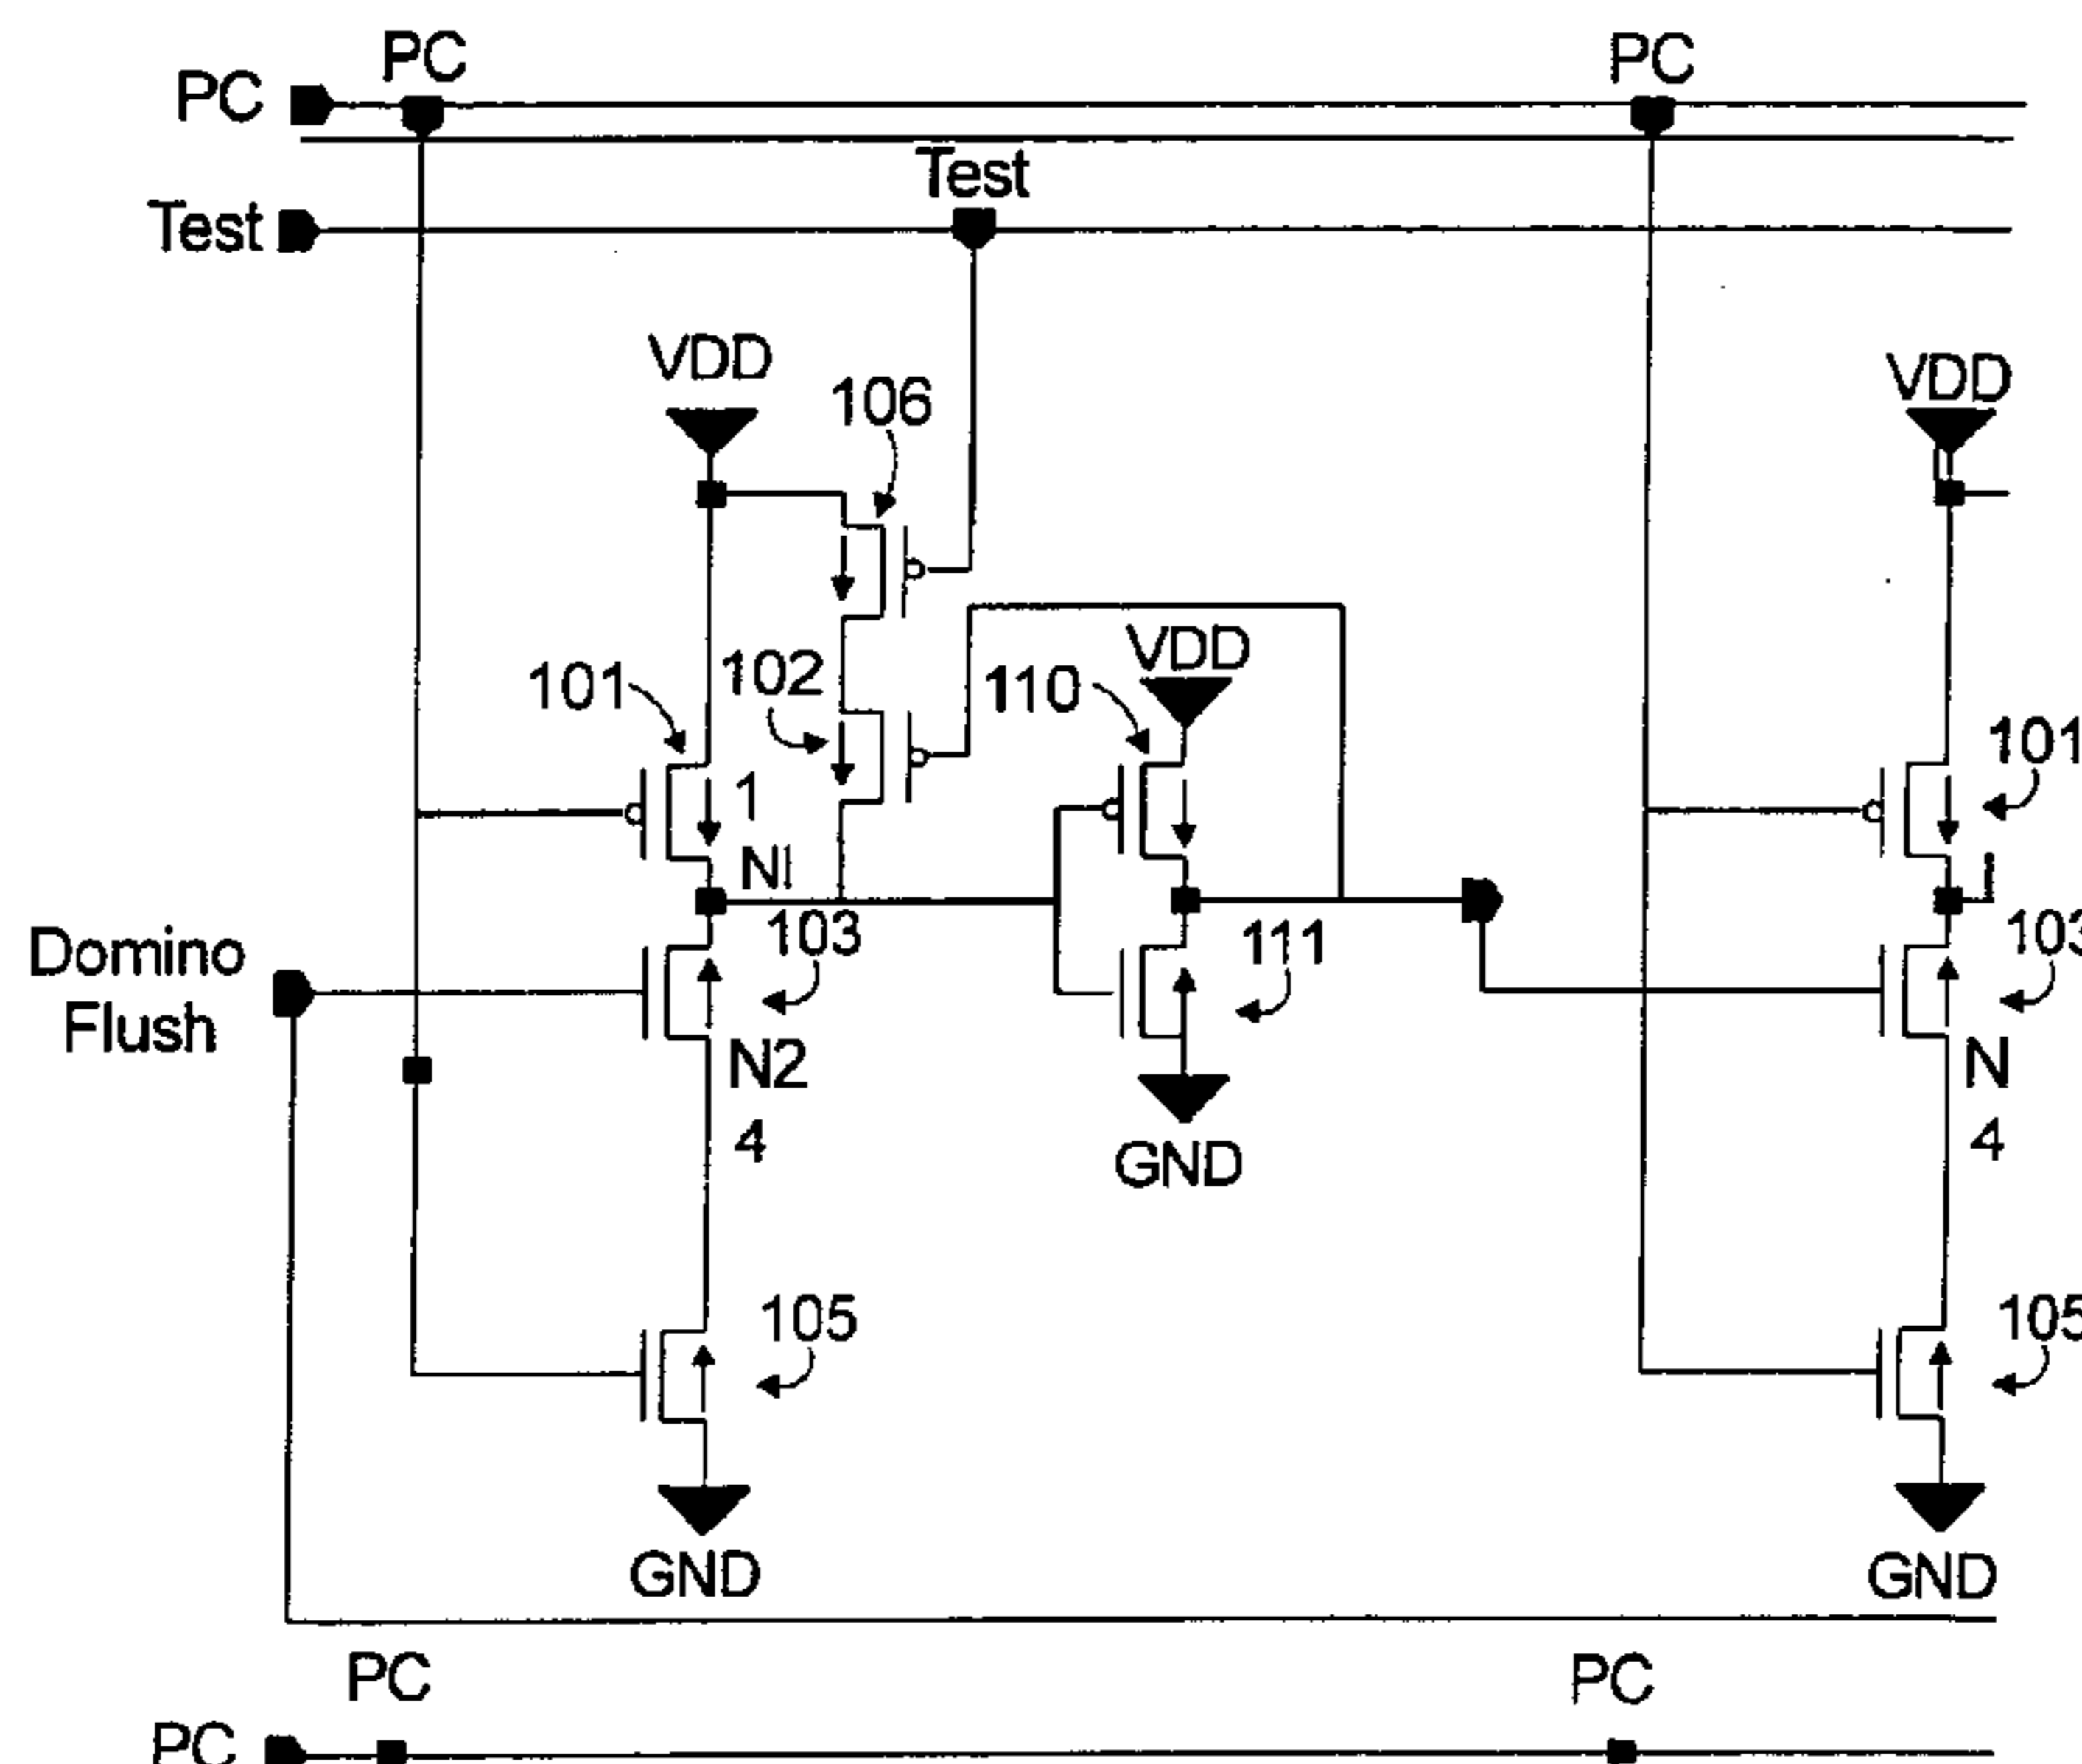 PC
PC
PC
Test
Test
VDD
106
VDD
101
102
110
VDD
101
1
N1
103
111
103
Domino
Flush
N2
N
4
4
GND
105
105
GND
GND
PC
PC
PC